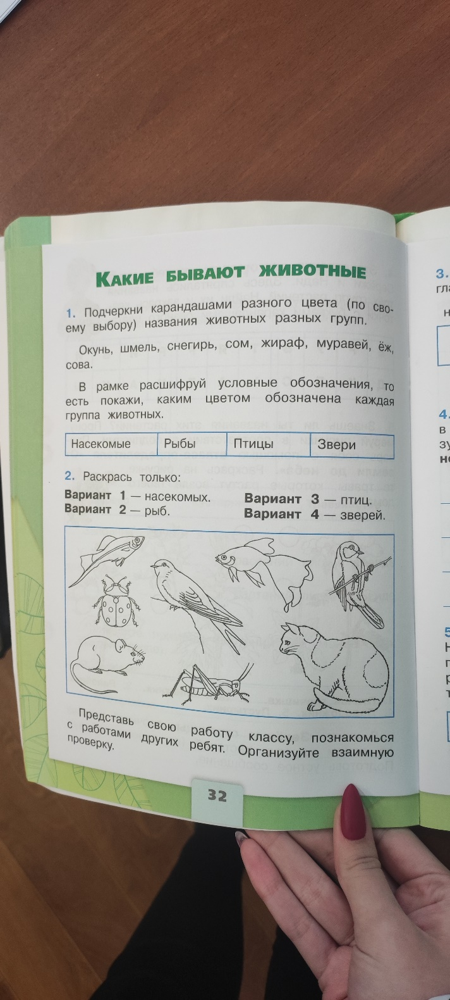 Какие бывают животные
1. Подчеркни карандашами разного цвета (по сво-
ему выбору) названия животных разных групп.
Окунь, шмель, снегирь, сом, жираф, муравей, ёж,
сова.
В рамке расшифруй условные обозначения, то
есть покажи, каким цветом обозначена каждая
группа животных.
Насекомые Рыбы Птицы Звери
2. Раскрась только:
Вариант 1 — насекомых. Вариант 3 — птиц.
Вариант 2 — рыб. Вариант 4 — зверей.
Представь свою работу классу, познакомься
с работами других ребят. Организуйте взаимную
проверку.
32
3.
4.
в
5